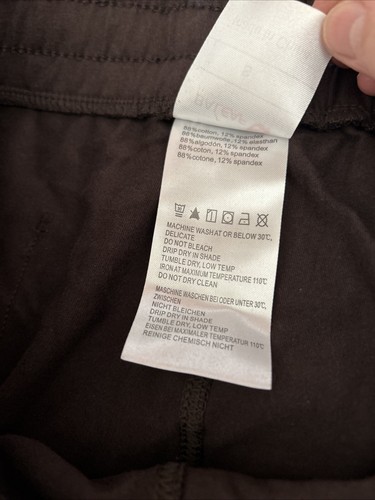 88%cotton, 12% spandex
88%baumwolle, 12% elasthan
88%algodón, 12% spandex
88%coton, 12% spandex
88%cotone, 12% spandex
MACHINE WASH AT OR BELOW 30℃,
DELICATE
DO NOT BLEACH
DRIP DRY IN SHADE
TUMBLE DRY, LOW TEMP
IRON AT MAXIMUM TEMPERATURE 110℃
DO NOT DRY CLEAN
MASCHINE WASCHEN BEI ODER UNTER 30℃,
ZWISCHEN
NICHT BLEICHEN
DRIP DRY IN SHADE
TUMBLE DRY, LOW TEMP
EISEN BEI MAXIMALER TEMPERATUR 110℃
REINIGE CHEMISCH NICHT